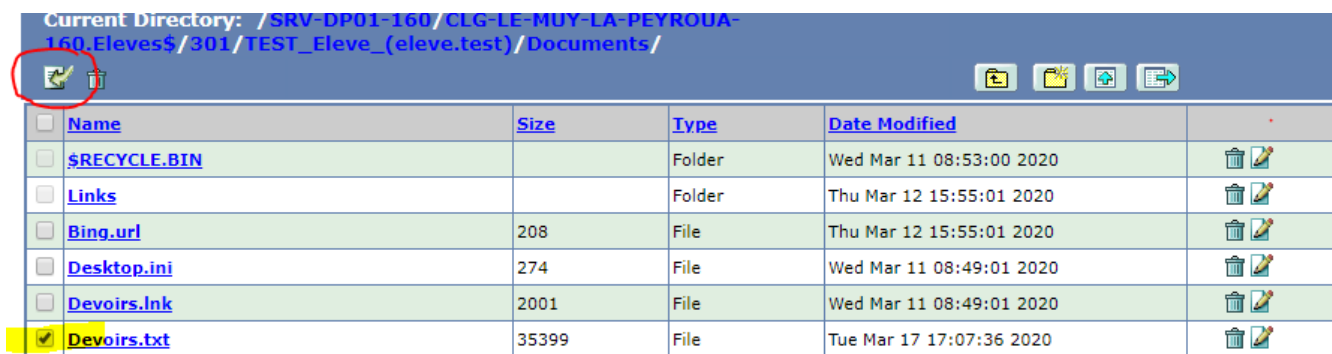 Current Directory: /SRV-DP01-160/CLG-LE-MUY-LA-PEYROUA-
160.Eleves$/301/TEST_Eleve_(eleve.test)/Documents/
Name Size Type Date Modified
$RECYCLE.BIN Folder Wed Mar 11 08:53:00 2020
Links Folder Thu Mar 12 15:55:01 2020
Bing.url 208 File Thu Mar 12 15:55:01 2020
Desktop.ini 274 File Wed Mar 11 08:49:01 2020
Devoirs.lnk 2001 File Wed Mar 11 08:49:01 2020
Devoirs.txt 35399 File Tue Mar 17 17:07:36 2020